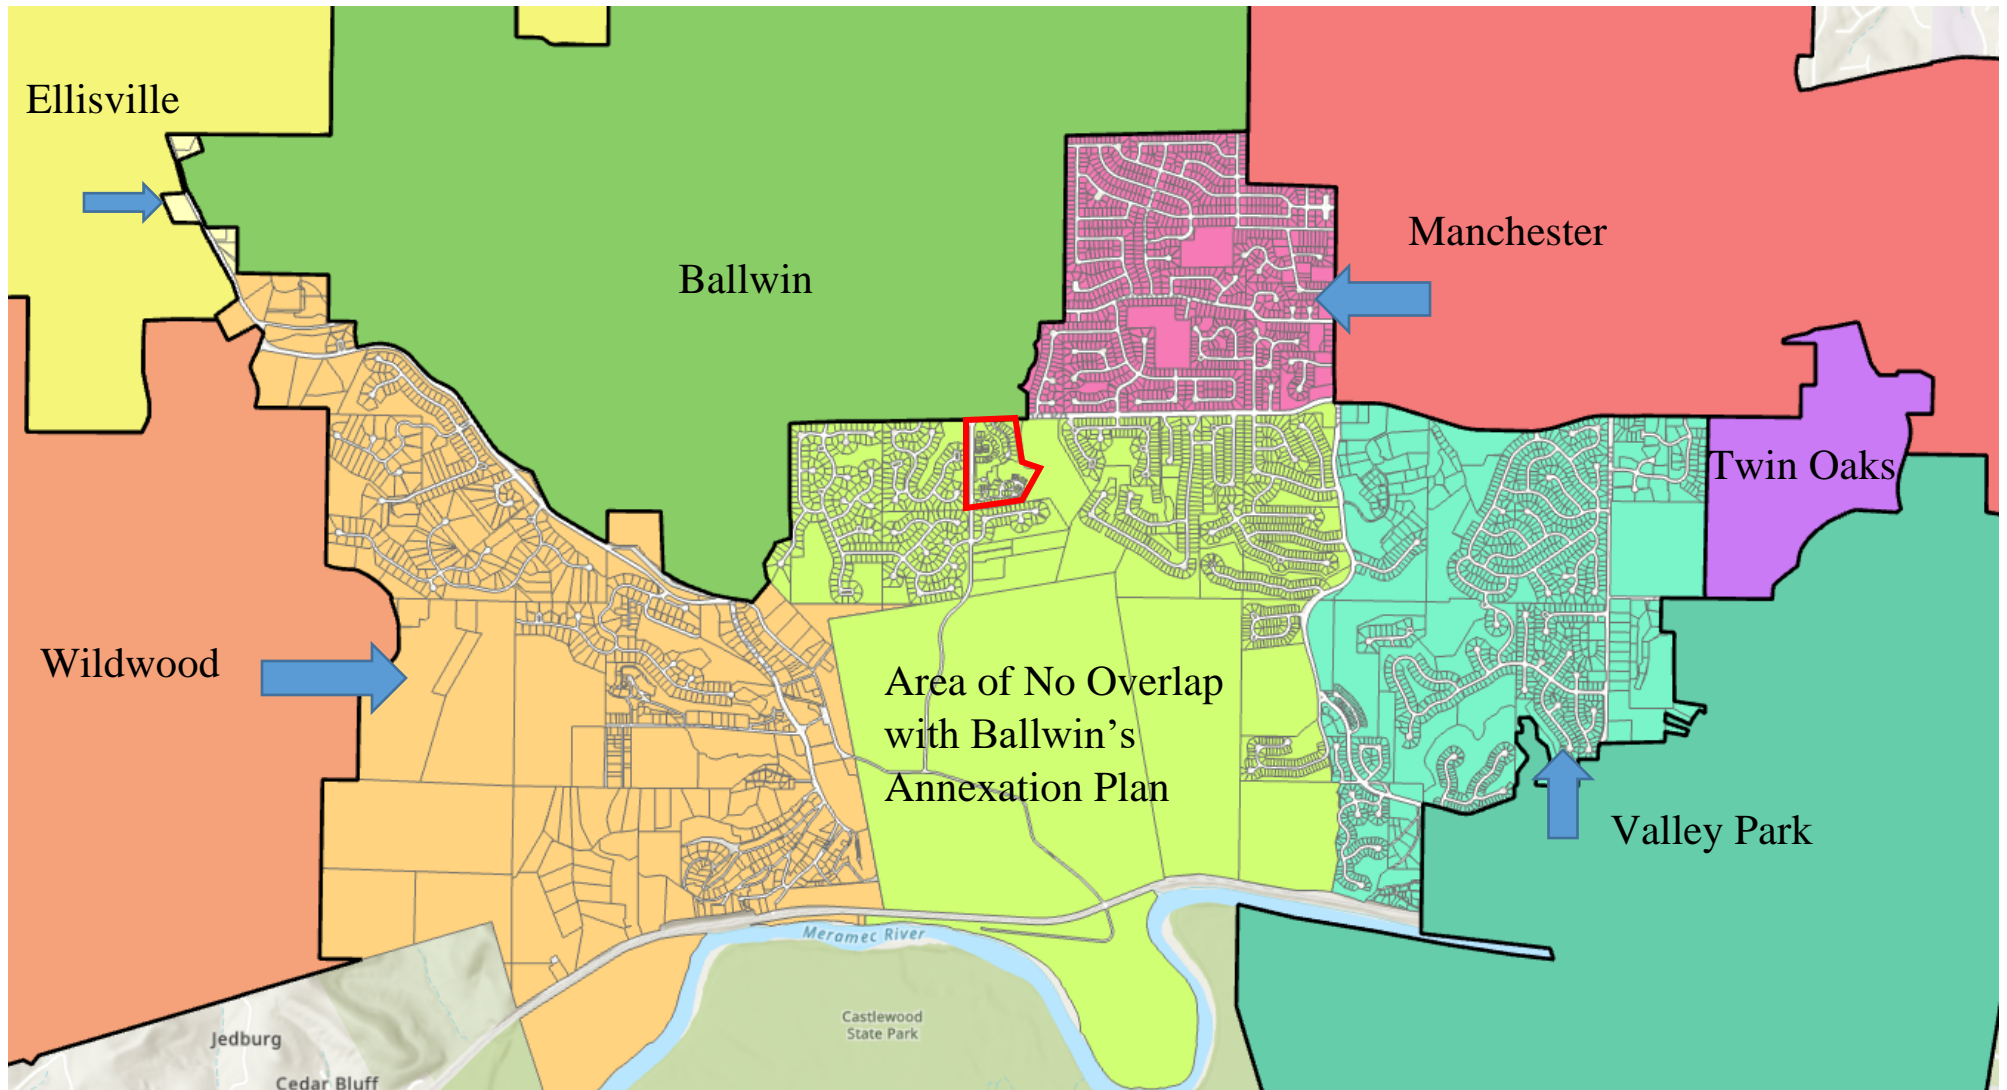 Ellisville
Manchester
Ballwin
Twin Oaks
Wildwood
Area of No Overlap
with Ballwin’s
Annexation Plan
Valley Park
Meramec River
Castlewood
State Park
Jedburg
Cedar Bluff